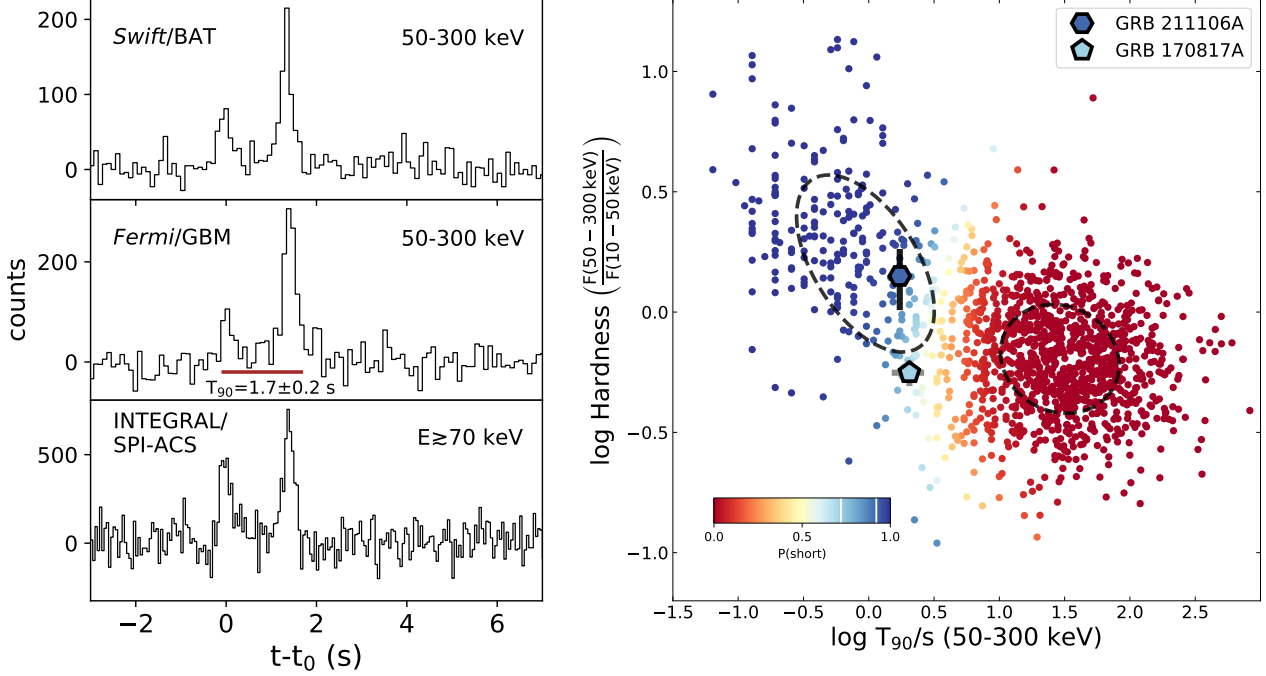 200
100
0
Swift/BAT
50-300 keV
200
0
Fermi/GBM
50-300 keV
T90=1.7±0.2 s
500
0
INTEGRAL/
SPI-ACS
E≳70 keV
counts
−2 0 2 4 6
t-t0 (s)
GRB 211106A
GRB 170817A
1.0
0.5
0.0
−0.5
−1.0
log Hardness (F(50−300 keV)/F(10−50 keV))
0.0 0.5 1.0
P(short)
−1.5 −1.0 −0.5 0.0 0.5 1.0 1.5 2.0 2.5
log T90/s (50-300 keV)